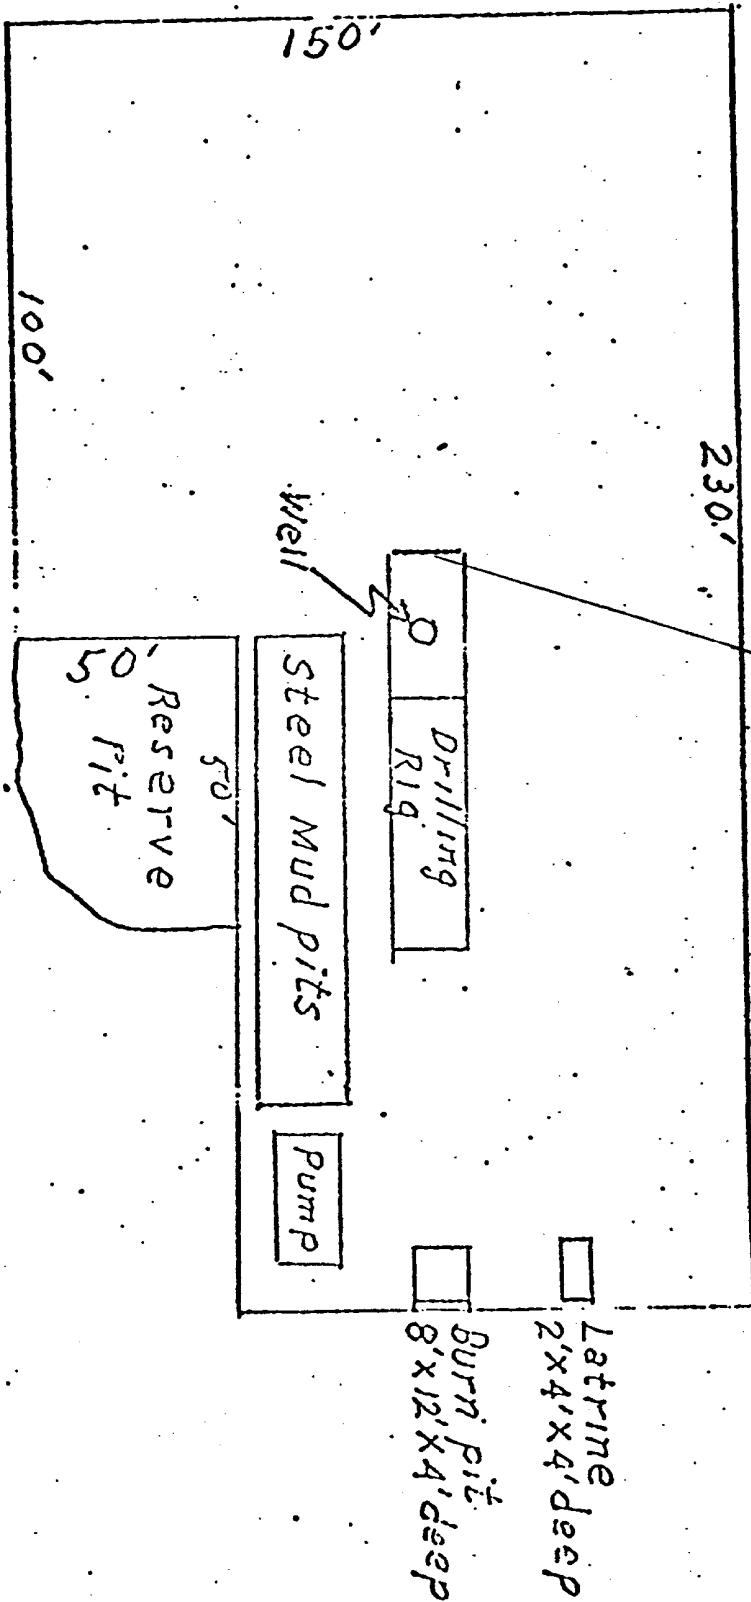 150'
230'
100'
Well
Drilling
Rig
Steel Mud pits
50'
50'
Reserve
Pit
Pump
Latrine
2'x4'x4'deep
Burn pit
8'x12'x4'deep